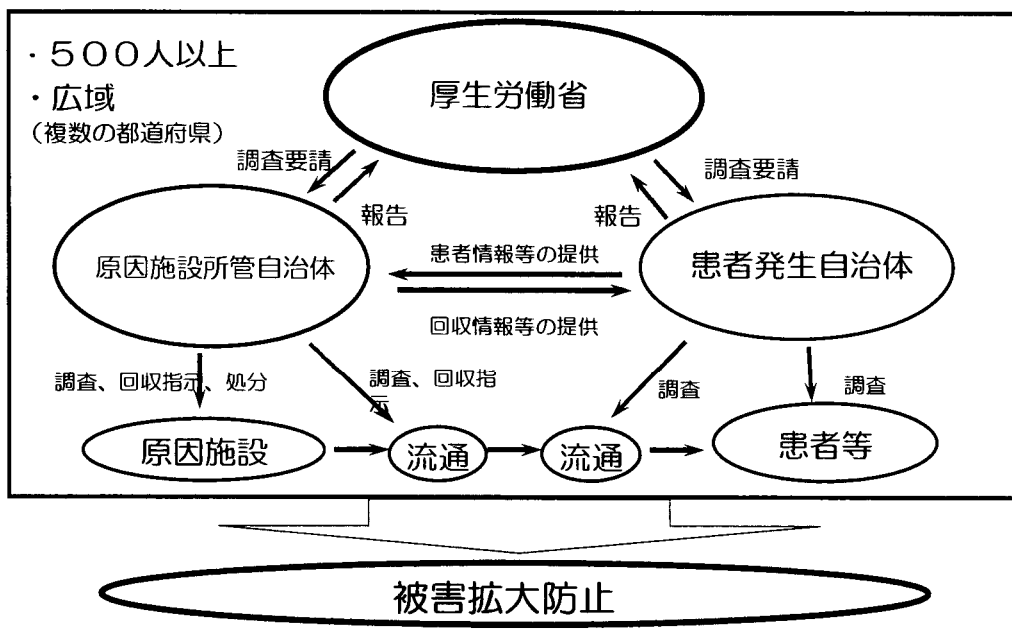 ・５００人以上
・広域
（複数の都道府県）
厚生労働省
調査要請
報告
調査要請
報告
原因施設所管自治体
患者情報等の提供
回収情報等の提供
患者発生自治体
調査、回収指示、処分
調査、回収指
示
調査
調査
原因施設
流通
流通
患者等
被害拡大防止